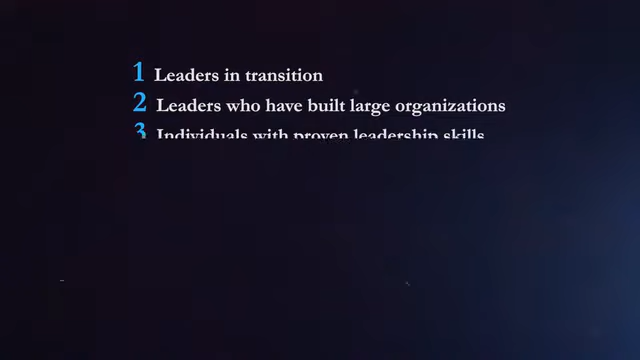 1 Leaders in transition
2 Leaders who have built large organizations
3 Individuals with proven leadership skills